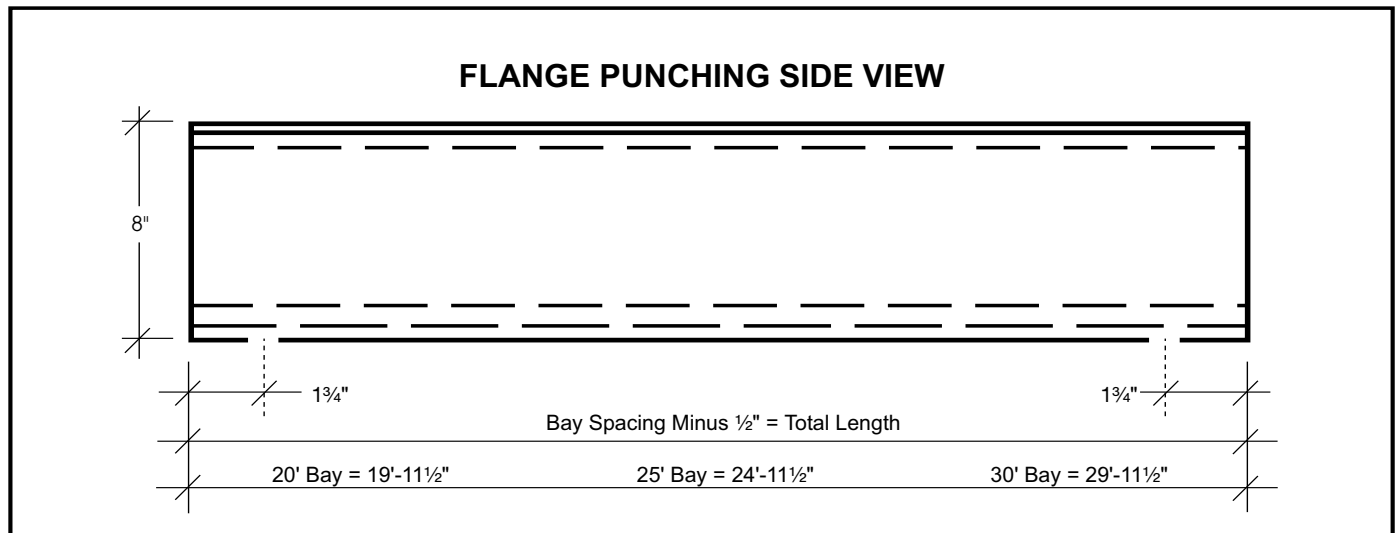 FLANGE PUNCHING SIDE VIEW
8"
1¾" 1¾"
Bay Spacing Minus ½" = Total Length
20' Bay = 19'-11½" 25' Bay = 24'-11½" 30' Bay = 29'-11½"